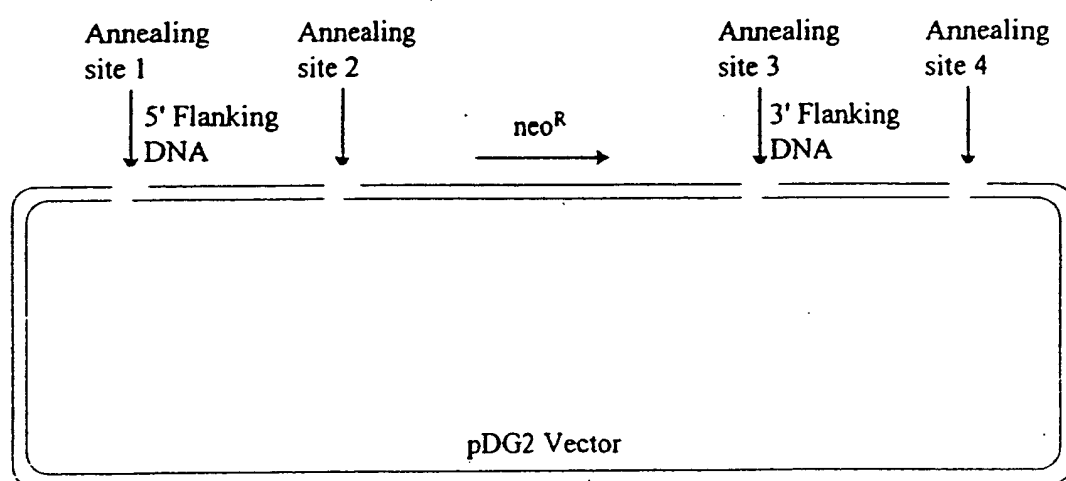 Annealing
site 1
Annealing
site 2
Annealing
site 3
Annealing
site 4
5' Flanking
DNA
neoR
3' Flanking
DNA
pDG2 Vector